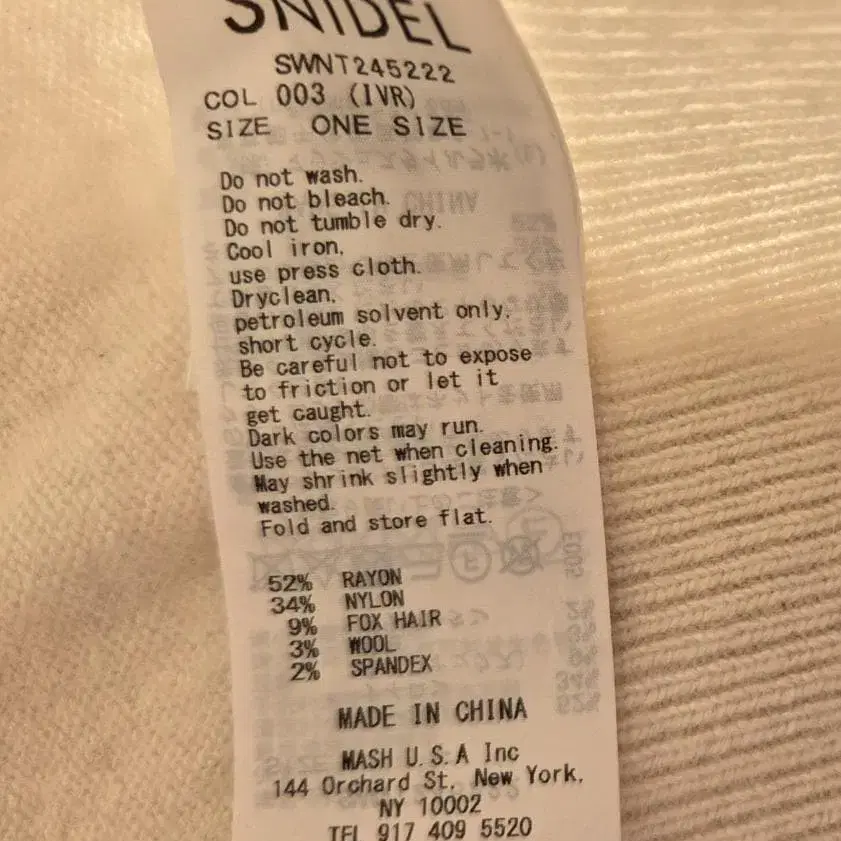 SNIDEL
SWNT245222
COL 003 (IVR)
SIZE ONE SIZE
Do not wash.
Do not bleach.
Do not tumble dry.
Cool iron,
use press cloth.
Dryclean,
petroleum solvent only,
short cycle.
Be careful not to expose
to friction or let it
get caught.
Dark colors may run.
Use the net when cleaning.
May shrink slightly when
washed.
Fold and store flat.
52% RAYON
34% NYLON
9% FOX HAIR
3% WOOL
2% SPANDEX
MADE IN CHINA
MASH U.S.A Inc
144 Orchard St, New York,
NY 10002
TEL 917 409 5520